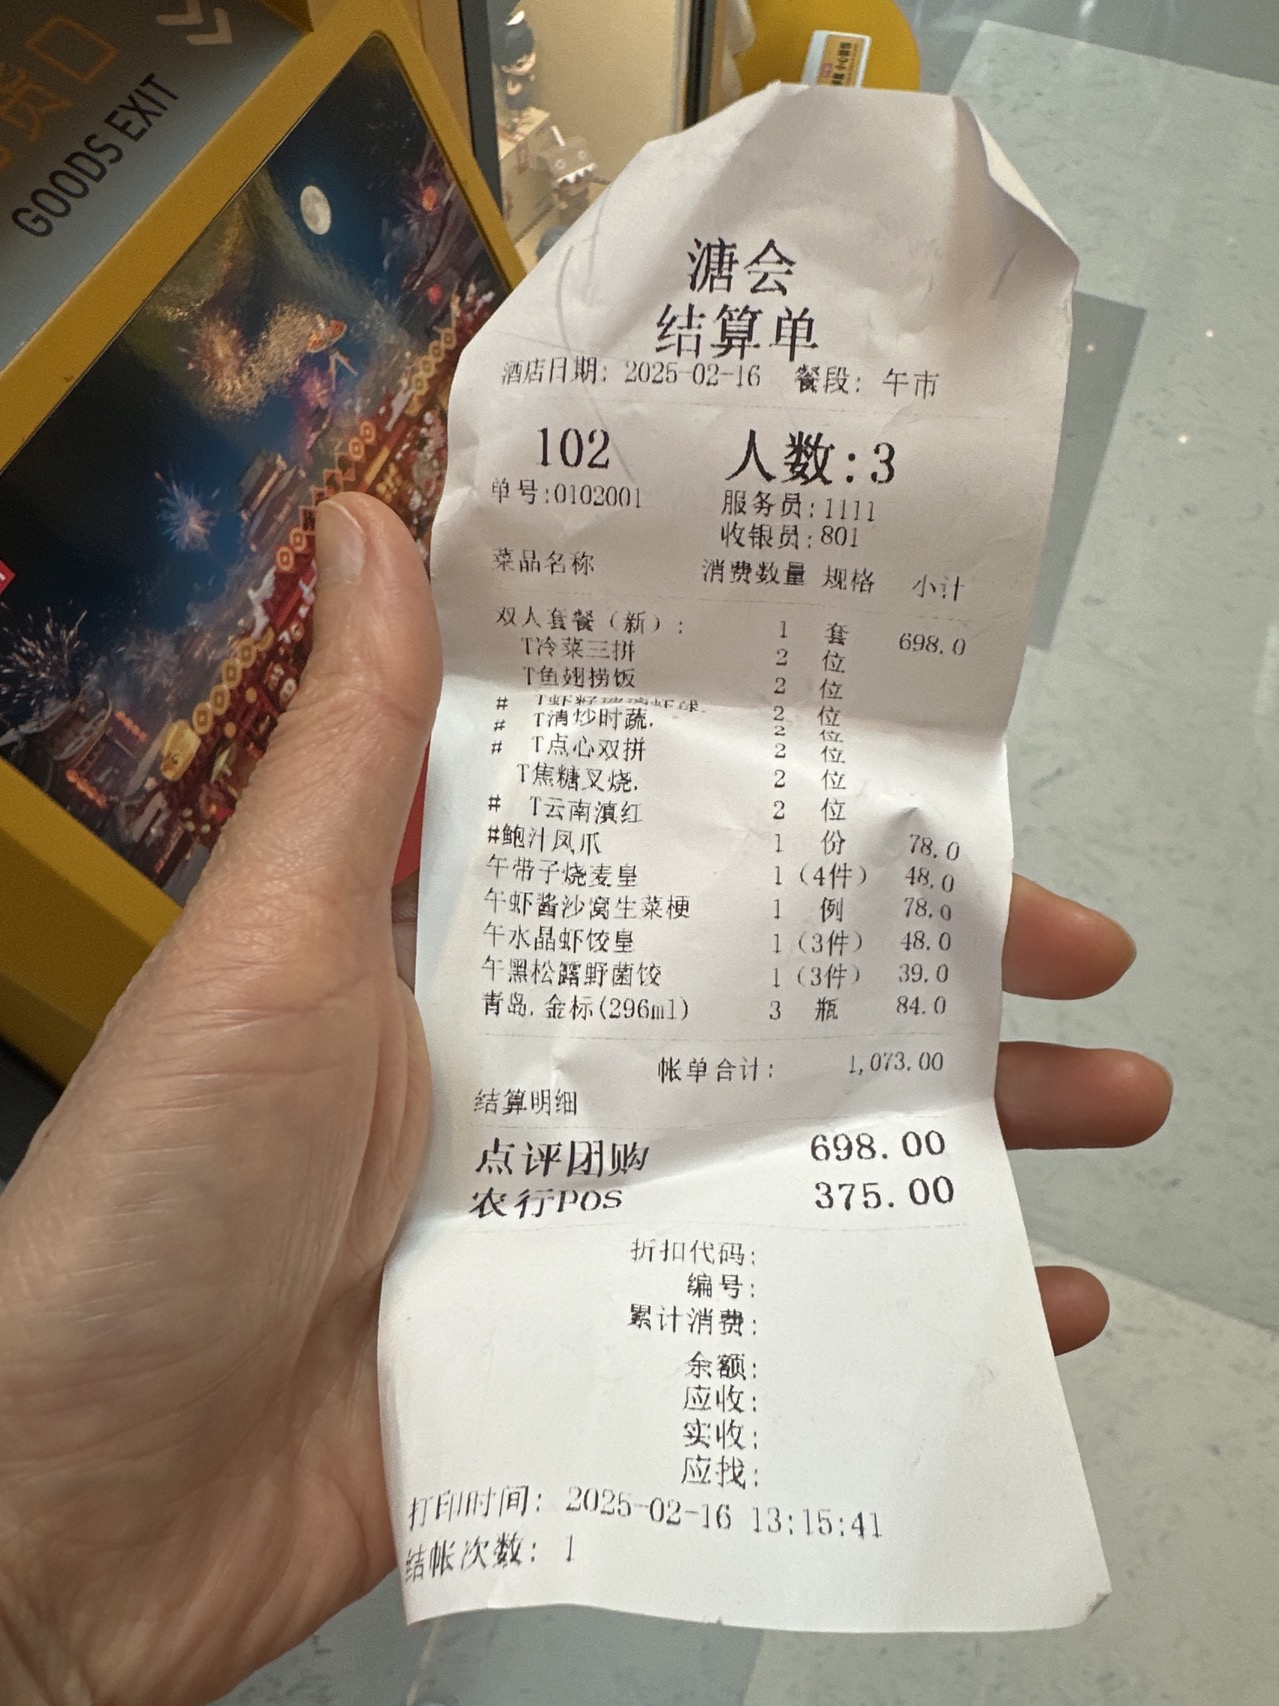 GOODS EXIT
溏会
结算单
酒店日期: 2025-02-16 餐段: 午市
102 人数:3
单号:0102001 服务员:1111
收银员:801
菜品名称 消费数量 规格 小计
双人套餐（新）: 1 套 698.0
T冷菜三拼 2 位
T鱼翅捞饭 2 位
# 2 位
# T清炒时蔬. 2 位
# T点心双拼 2 位
T焦糖叉烧. 2 位
# T云南滇红 2 位
#鲍汁凤爪 1 份 78.0
午带子烧麦皇 1 (4件) 48.0
午虾酱沙窝生菜梗 1 例 78.0
午水晶虾饺皇 1 (3件) 48.0
午黑松露野菌饺 1 (3件) 39.0
青岛.金标(296ml) 3 瓶 84.0
帐单合计: 1,073.00
结算明细
点评团购 698.00
农行POS 375.00
折扣代码:
编号:
累计消费:
余额:
应收:
实收:
应找:
打印时间: 2025-02-16 13:15:41
结帐次数: 1